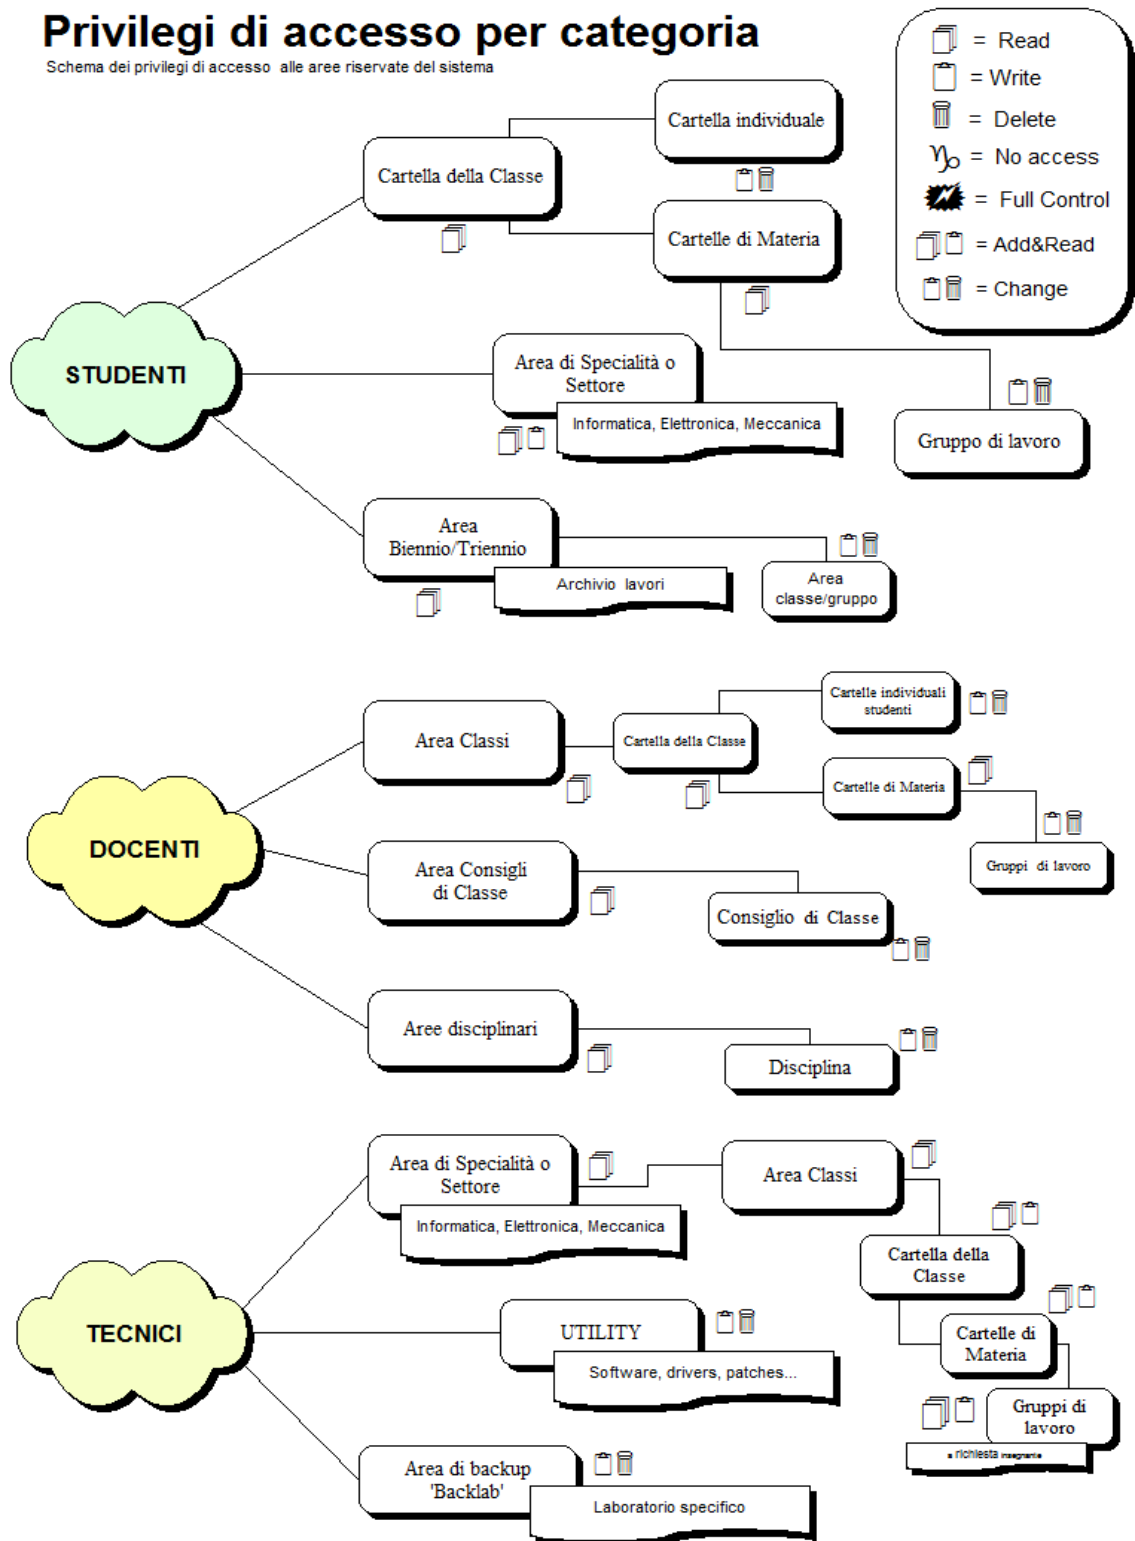 Privilegi di accesso per categoria
Schema dei privilegi di accesso alle aree riservate del sistema
= Read
= Write
= Delete
= No access
= Full Control
= Add&Read
= Change
STUDENTI
Cartella della Classe
Cartella individuale
Cartelle di Materia
Gruppo di lavoro
Area di Specialità o
Settore
Informatica, Elettronica, Meccanica
Area
Biennio/Triennio
Archivio lavori
Area
classe/gruppo
DOCENTI
Area Classi
Cartella della Classe
Cartelle individuali
studenti
Cartelle di Materia
Gruppi di lavoro
Area Consigli
di Classe
Consiglio di Classe
Aree disciplinari
Disciplina
TECNICI
Area di Specialità o
Settore
Informatica, Elettronica, Meccanica
Area Classi
Cartella della
Classe
Cartelle di
Materia
Gruppi di
lavoro
a richiesta insegnante
UTILITY
Software, drivers, patches...
Area di backup
'Backlab'
Laboratorio specifico